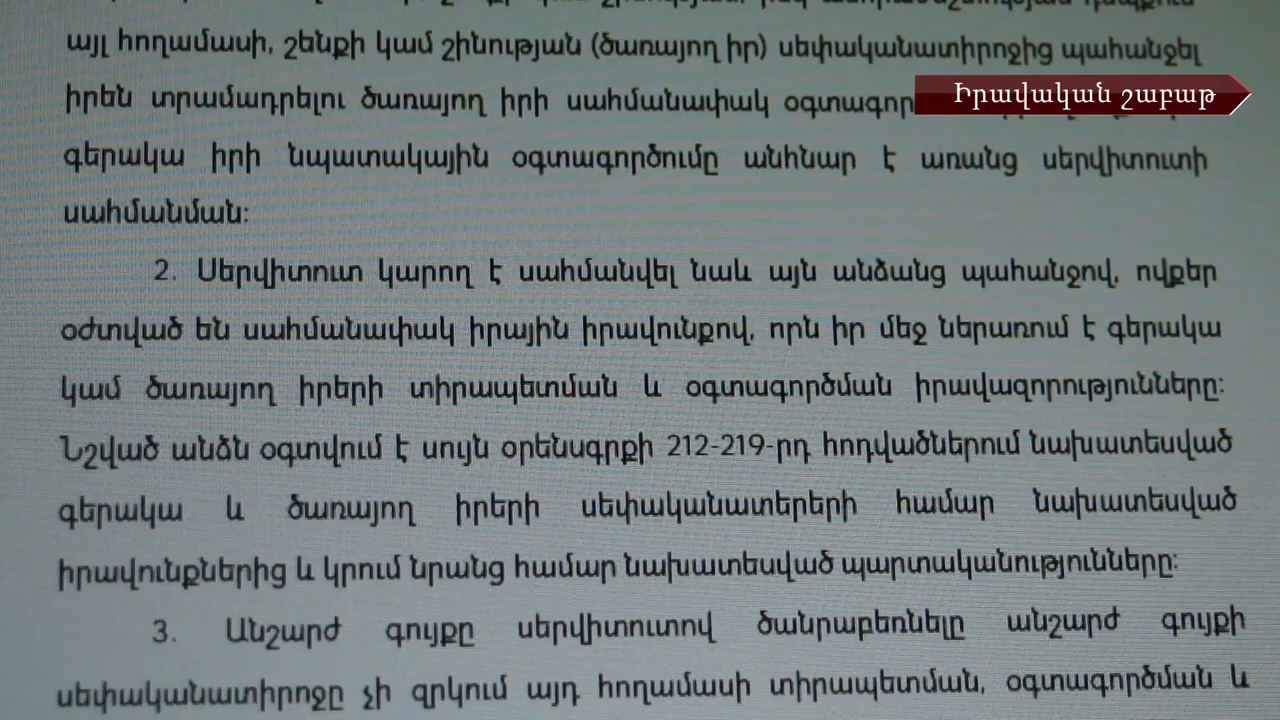 այլ հողամասի, շենքի կամ շինության (ծառայող իր) սեփականատիրոջից պահանջել
իրեն տրամադրելու ծառայող իրի սահմանափակ
Իրավական շաբաթ
գերակա իրի նպատակային օգտագործումը անհնար է առանց սերվիտուտի
սահմանման:
2. Սերվիտուտ կարող է սահմանվել նաև այն անձանց պահանջով, ովքեր
օժտված են սահմանափակ իրային իրավունքով, որն իր մեջ ներառում է գերակա
կամ ծառայող իրերի տիրապետման և օգտագործման իրավազորությունները:
Նշված անձն օգտվում է սույն օրենսգրքի 212-219-րդ հոդվածներում նախատեսված
գերակա և ծառայող իրերի սեփականատերերի համար նախատեսված
իրավունքներից և կրում նրանց համար նախատեսված պարտականությունները:
3. Անշարժ գույքը սերվիտուտով ծանրաբեռնելը անշարժ գույքի
սեփականատիրոջը չի զրկում այդ հողամասի տիրապետման, օգտագործման և